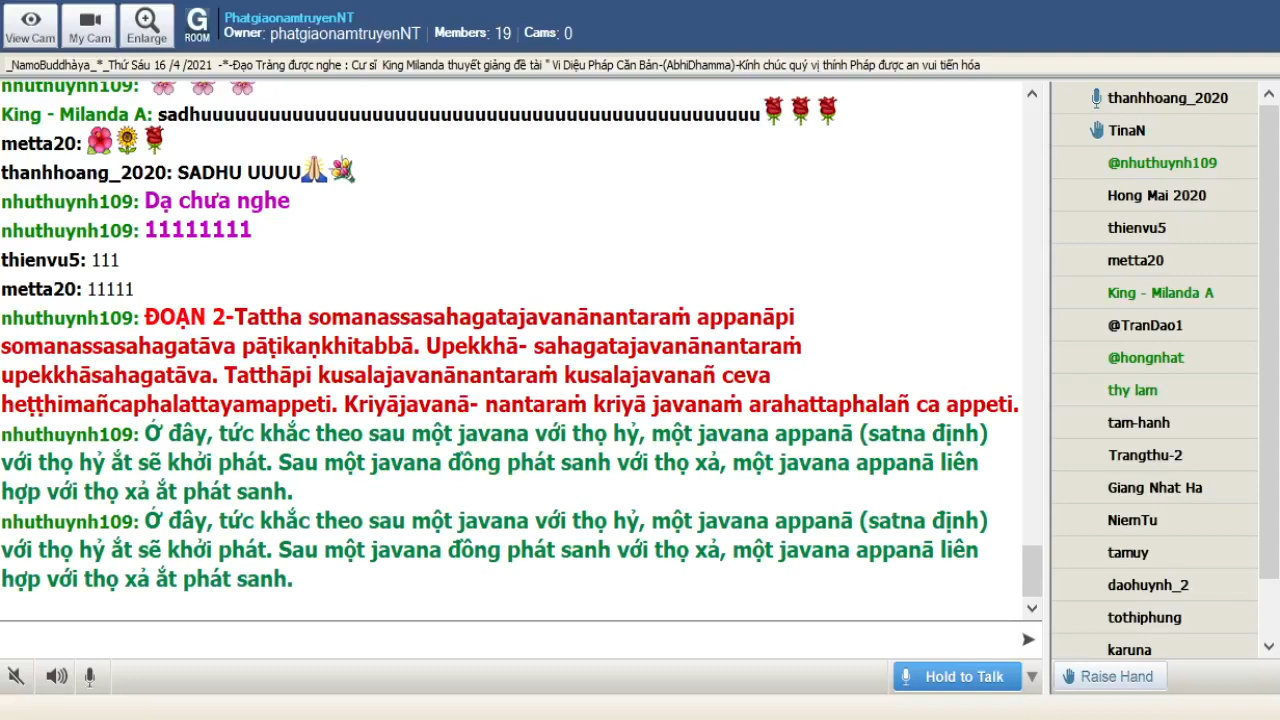 PhatgiaonamtruyenNT
Owner: phatgiaonamtruyenNT Members: 19 Cams: 0
View Cam My Cam Enlarge G ROOM
_NamoBuddhàya_*_Thứ Sáu 16 /4 /2021 -*-Đạo Tràng được nghe : Cư sĩ King Milanda thuyết giảng đề tài " Vi Diệu Pháp Căn Bản-(AbhiDhamma)-Kính chúc quý vị thính Pháp được an vui tiến hóa
nhuthuynh109:
King - Milanda A: sadhuuuuuuuuuuuuuuuuuuuuuuuuuuuuuuuuuuuuuuuuuuuuuuuuuuu
metta20:
thanhhoang_2020: SADHU UUUU
nhuthuynh109: Dạ chưa nghe
nhuthuynh109: 11111111
thienvu5: 111
metta20: 11111
nhuthuynh109: ĐOẠN 2-Tattha somanassasahagatajavanānantaraṁ appanāpi
somanassasahagatāva pāṭikaṇkhitabbā. Upekkhā- sahagatajavanānantaraṁ
upekkhāsahagatāva. Tatthāpi kusalajavanānantaraṁ kusalajavanañ ceva
heṭṭhimañcaphalattayamappeti. Kriyājavanā- nantaraṁ kriyā javanaṁ arahattaphalañ ca appeti.
nhuthuynh109: Ở đây, tức khắc theo sau một javana với thọ hỷ, một javana appanā (satna định)
với thọ hỷ ắt sẽ khởi phát. Sau một javana đồng phát sanh với thọ xả, một javana appanā liên
hợp với thọ xả ắt phát sanh.
nhuthuynh109: Ở đây, tức khắc theo sau một javana với thọ hỷ, một javana appanā (satna định)
với thọ hỷ ắt sẽ khởi phát. Sau một javana đồng phát sanh với thọ xả, một javana appanā liên
hợp với thọ xả ắt phát sanh.
thanhhoang_2020
TinaN
@nhuthuynh109
Hong Mai 2020
thienvu5
metta20
King - Milanda A
@TranDao1
@hongnhat
thy lam
tam-hanh
Trangthu-2
Giang Nhat Ha
NiemTu
tamuy
daohuynh_2
tothiphung
karuna
Hold to Talk
Raise Hand